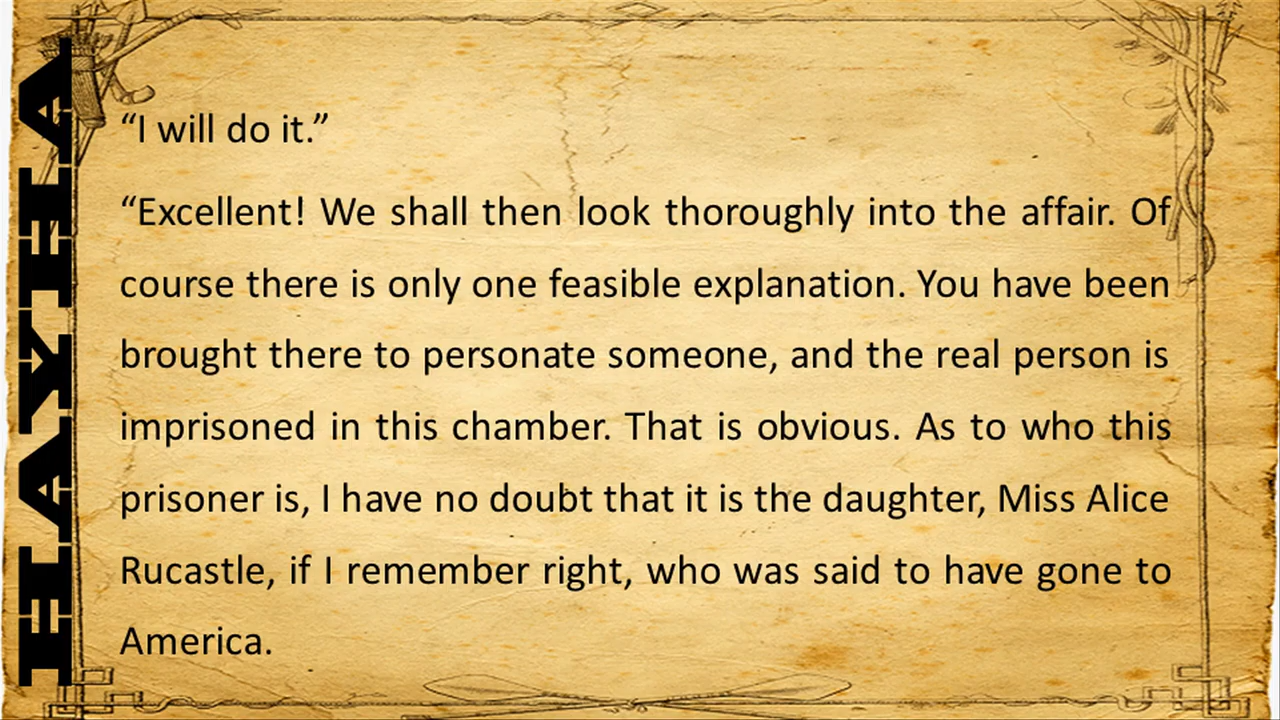 “I will do it.”
“Excellent! We shall then look thoroughly into the affair. Of
course there is only one feasible explanation. You have been
brought there to personate someone, and the real person is
imprisoned in this chamber. That is obvious. As to who this
prisoner is, I have no doubt that it is the daughter, Miss Alice
Rucastle, if I remember right, who was said to have gone to
America.